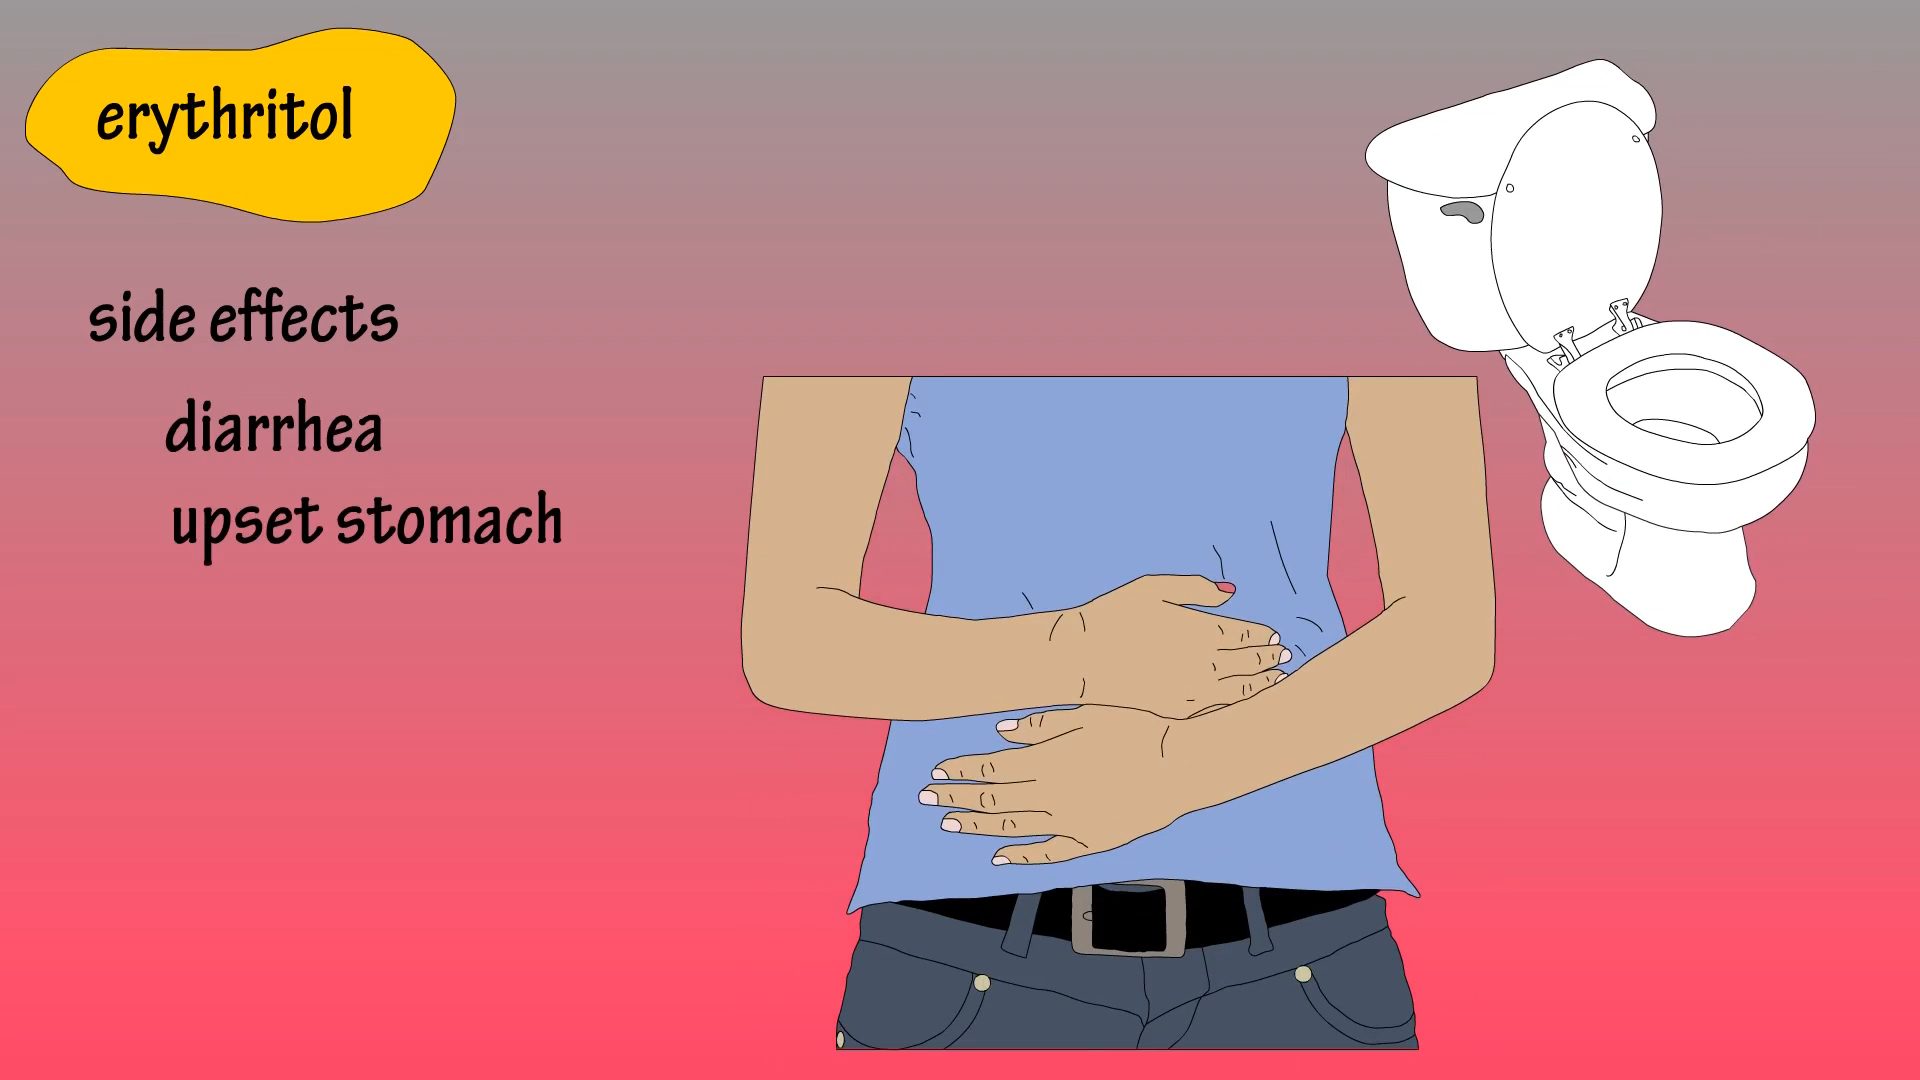 erythritol
side effects
diarrhea
upset stomach